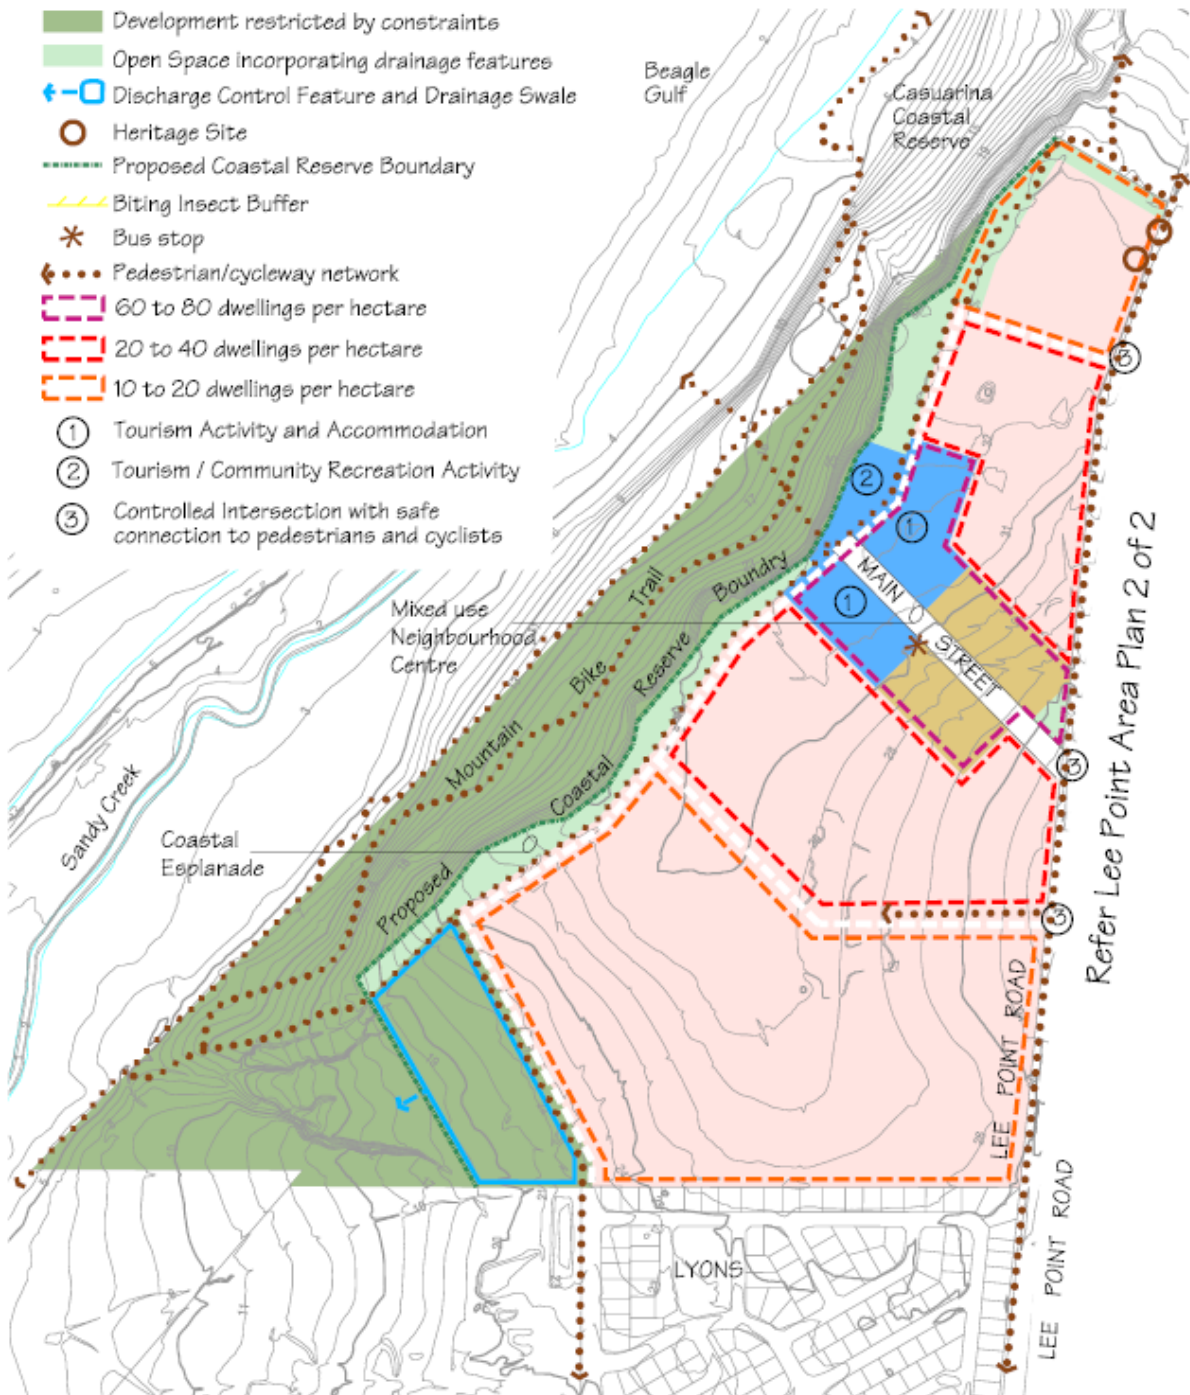 Development restricted by constraints
Open Space incorporating drainage features
Discharge Control Feature and Drainage Swale
Heritage Site
Proposed Coastal Reserve Boundary
Biting Insect Buffer
Bus stop
Pedestrian/cycleway network
60 to 80 dwellings per hectare
20 to 40 dwellings per hectare
10 to 20 dwellings per hectare
1 Tourism Activity and Accommodation
2 Tourism / Community Recreation Activity
3 Controlled Intersection with safe
connection to pedestrians and cyclists
Beagle
Gulf
Casuarina
Coastal
Reserve
3
2
1
1
MAIN
STREET
3
3
Mixed use
Neighbourhood
Centre
Mountain Bike Trail
Proposed Coastal Reserve Boundry
Sandy Creek
Coastal
Esplanade
Refer Lee Point Area Plan 2 of 2
LEE POINT ROAD
LEE POINT ROAD
LYONS